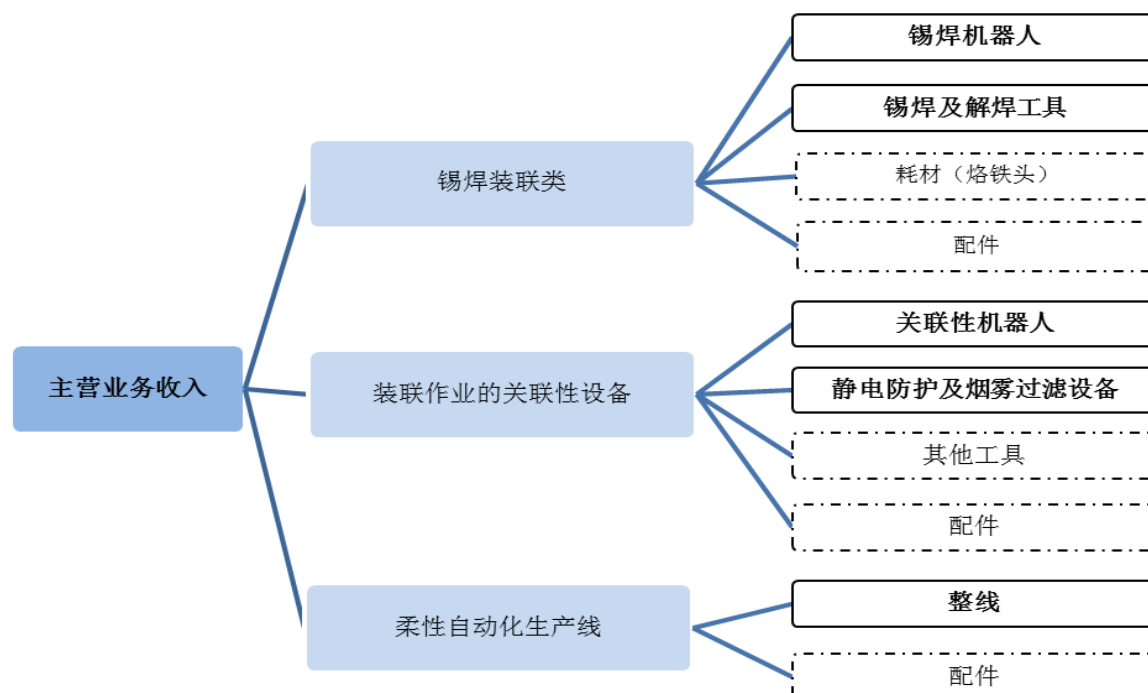 主营业务收入
锡焊装联类
锡焊机器人
锡焊及解焊工具
耗材（烙铁头）
配件
装联作业的关联性设备
关联性机器人
静电防护及烟雾过滤设备
其他工具
配件
柔性自动化生产线
整线
配件